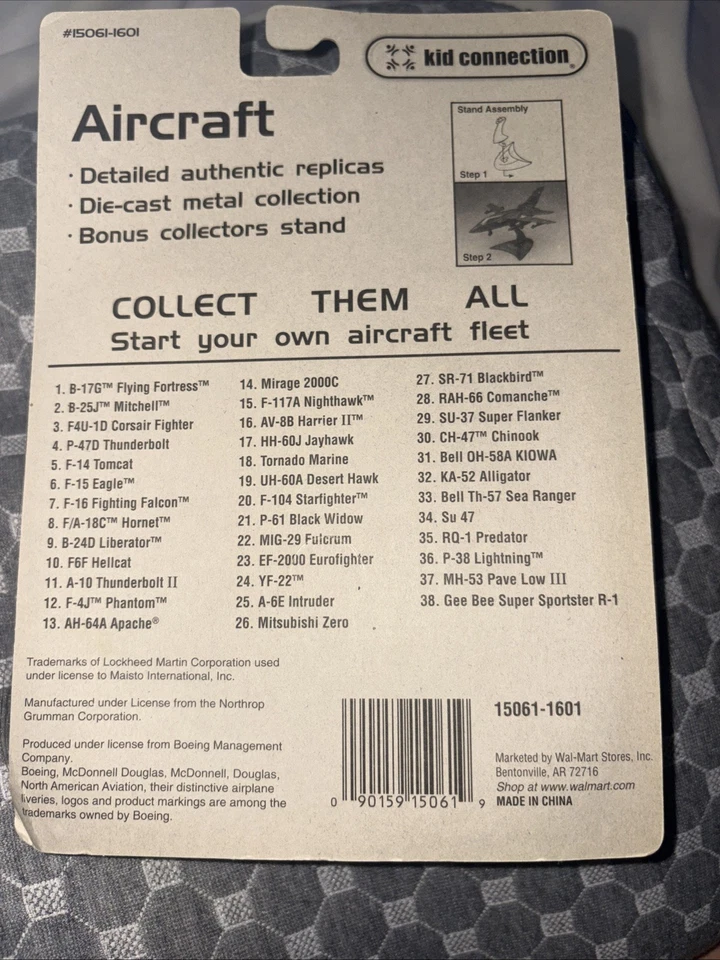 #15061-1601
kid connection
Aircraft
· Detailed authentic replicas
· Die-cast metal collection
· Bonus collectors stand
Stand Assembly
Step 1
Step 2
COLLECT THEM ALL
Start your own aircraft fleet
1. B-17G™ Flying Fortress™
2. B-25J™ Mitchell™
3. F4U-1D Corsair Fighter
4. P-47D Thunderbolt
5. F-14 Tomcat
6. F-15 Eagle™
7. F-16 Fighting Falcon™
8. F/A-18C™ Hornet™
9. B-24D Liberator™
10. F6F Hellcat
11. A-10 Thunderbolt II
12. F-4J™ Phantom™
13. AH-64A Apache®
14. Mirage 2000C
15. F-117A Nighthawk™
16. AV-8B Harrier II™
17. HH-60J Jayhawk
18. Tornado Marine
19. UH-60A Desert Hawk
20. F-104 Starfighter™
21. P-61 Black Widow
22. MIG-29 Fulcrum
23. EF-2000 Eurofighter
24. YF-22™
25. A-6E Intruder
26. Mitsubishi Zero
27. SR-71 Blackbird™
28. RAH-66 Comanche™
29. SU-37 Super Flanker
30. CH-47™ Chinook
31. Bell OH-58A KIOWA
32. KA-52 Alligator
33. Bell Th-57 Sea Ranger
34. Su 47
35. RQ-1 Predator
36. P-38 Lightning™
37. MH-53 Pave Low III
38. Gee Bee Super Sportster R-1
Trademarks of Lockheed Martin Corporation used
under license to Maisto International, Inc.
Manufactured under License from the Northrop
Grumman Corporation.
Produced under license from Boeing Management
Company.
Boeing, McDonnell Douglas, McDonnell, Douglas,
North American Aviation, their distinctive airplane
liveries, logos and product markings are among the
trademarks owned by Boeing.
0 90159 15061 9
15061-1601
Marketed by Wal-Mart Stores, Inc.
Bentonville, AR 72716
Shop at www.walmart.com
MADE IN CHINA